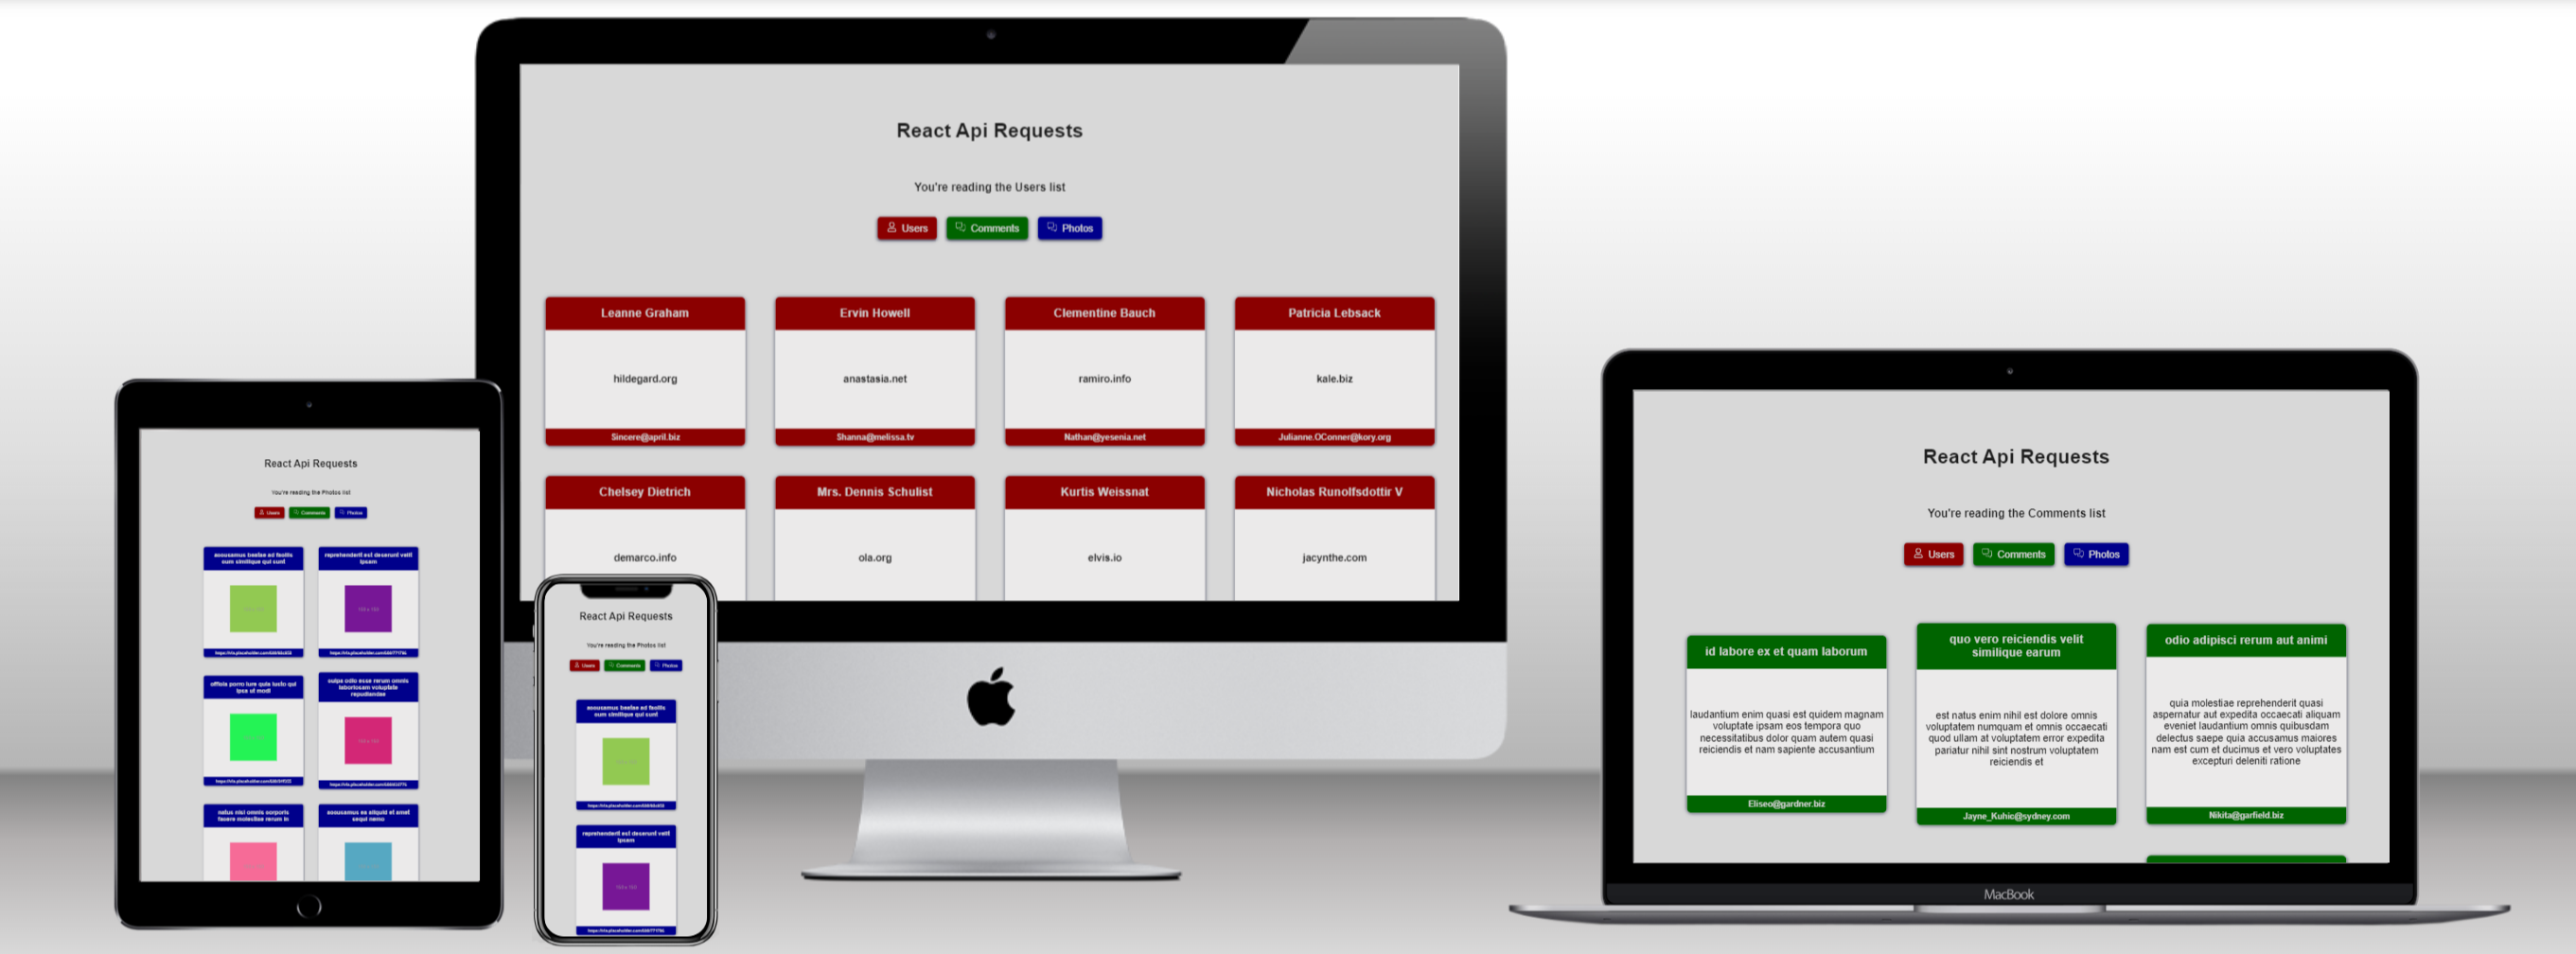 React Api Requests
You're reading the Users list
Users
Comments
Photos
Leanne Graham
hildegard.org
Sincere@april.biz
Ervin Howell
anastasia.net
Shanna@melissa.tv
Clementine Bauch
ramiro.info
Nathan@yesenia.net
Patricia Lebsack
kale.biz
Julianne.OConner@kory.org
Chelsey Dietrich
demarco.info
Mrs. Dennis Schulist
ola.org
Kurtis Weissnat
elvis.io
Nicholas Runolfsdottir V
jacynthe.com
React Api Requests
You're reading the Photos list
Users
Comments
Photos
accusamus beatae ad facilis
cum similique qui sunt
reprehenderit est deserunt velit
ipsam
officia porro iure quia iusto qui
ipsa ut modi
culpa odio esse rerum omnis
laboriosam voluptate
repudiandae
natus nisi omnis corporis
facere molestiae rerum in
accusamus ea aliquid et amet
sequi nemo
React Api Requests
You're reading the Photos list
Users
Comments
Photos
accusamus beatae ad facilis
cum similique qui sunt
reprehenderit est deserunt velit
ipsam
React Api Requests
You're reading the Comments list
Users
Comments
Photos
id labore ex et quam laborum
laudantium enim quasi est quidem magnam
voluptate ipsam eos tempora quo
necessitatibus dolor quam autem quasi
reiciendis et nam sapiente accusantium
Eliseo@gardner.biz
quo vero reiciendis velit
similique earum
est natus enim nihil est dolore omnis
voluptatem numquam et omnis occaecati
quod ullam at voluptatem error expedita
pariatur nihil sint nostrum voluptatem
reiciendis et
Jayne_Kuhic@sydney.com
odio adipisci rerum aut animi
quia molestiae reprehenderit quasi
aspernatur aut expedita occaecati aliquam
eveniet laudantium omnis quibusdam
delectus saepe quia accusamus maiores
nam est cum et ducimus et vero voluptates
excepturi deleniti ratione
Nikita@garfield.biz
MacBook